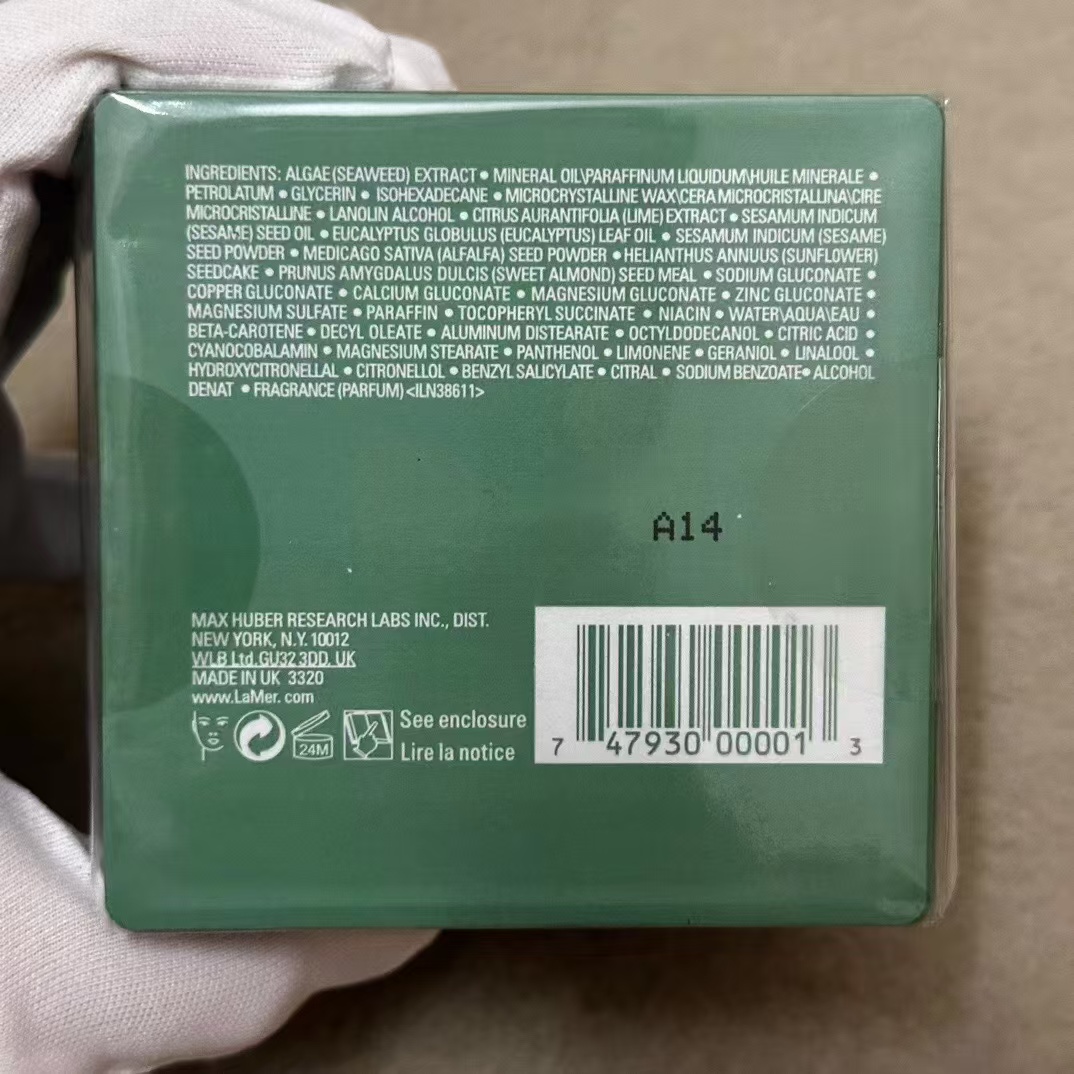 INGREDIENTS: ALGAE (SEAWEED) EXTRACT • MINERAL OIL\PARAFFINUM LIQUIDUM\HUILE MINERALE •
PETROLATUM • GLYCERIN • ISOHEXADECANE • MICROCRYSTALLINE WAX\CERA MICROCRISTALLINA\CIRE
MICROCRISTALLINE • LANOLIN ALCOHOL • CITRUS AURANTIFOLIA (LIME) EXTRACT • SESAMUM INDICUM
(SESAME) SEED OIL • EUCALYPTUS GLOBULUS (EUCALYPTUS) LEAF OIL • SESAMUM INDICUM (SESAME)
SEED POWDER • MEDICAGO SATIVA (ALFALFA) SEED POWDER • HELIANTHUS ANNUUS (SUNFLOWER)
SEEDCAKE • PRUNUS AMYGDALUS DULCIS (SWEET ALMOND) SEED MEAL • SODIUM GLUCONATE •
COPPER GLUCONATE • CALCIUM GLUCONATE • MAGNESIUM GLUCONATE • ZINC GLUCONATE •
MAGNESIUM SULFATE • PARAFFIN • TOCOPHERYL SUCCINATE • NIACIN • WATER\AQUA\EAU •
BETA-CAROTENE • DECYL OLEATE • ALUMINUM DISTEARATE • OCTYLDODECANOL • CITRIC ACID •
CYANOCOBALAMIN • MAGNESIUM STEARATE • PANTHENOL • LIMONENE • GERANIOL • LINALOOL •
HYDROXYCITRONELLAL • CITRONELLOL • BENZYL SALICYLATE • CITRAL • SODIUM BENZOATE• ALCOHOL
DENAT • FRAGRANCE (PARFUM) <ILN38611>
A14
MAX HUBER RESEARCH LABS INC., DIST.
NEW YORK, N.Y. 10012
WLB Ltd. GU32 3DD. UK
MADE IN UK 3320
www.LaMer.com
24M
See enclosure
Lire la notice
7 47930 00001 3